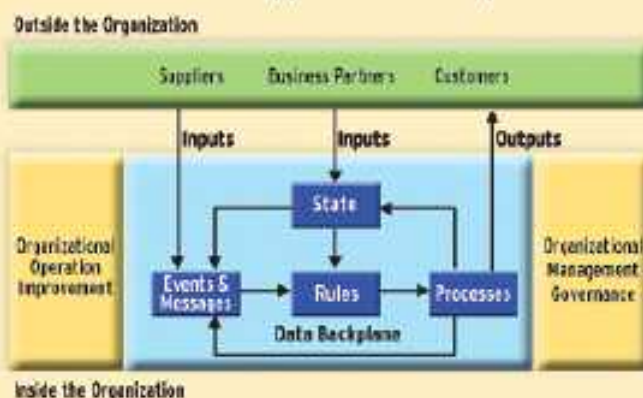 Outside the Organization
Suppliers Business Partners Customers
Inputs Inputs Outputs
State
Organizational
Operation
Improvement
Events &
Messages
Rules
Processes
Organizational
Management
Governance
Data Backplane
Inside the Organization